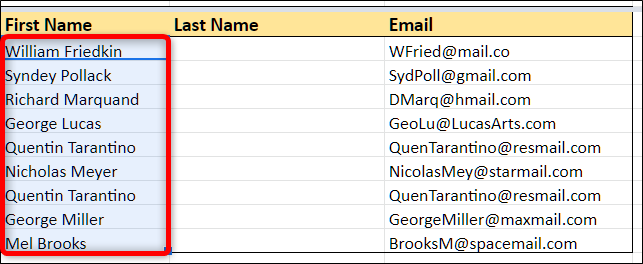 First Name Last Name Email
William Friedkin WFried@mail.co
Syndey Pollack SydPoll@gmail.com
Richard Marquand DMarq@hmail.com
George Lucas GeoLu@LucasArts.com
Quentin Tarantino QuenTarantino@resmail.com
Nicholas Meyer NicolasMey@starmail.com
Quentin Tarantino QuenTarantino@resmail.com
George Miller GeorgeMiller@maxmail.com
Mel Brooks BrooksM@spacemail.com